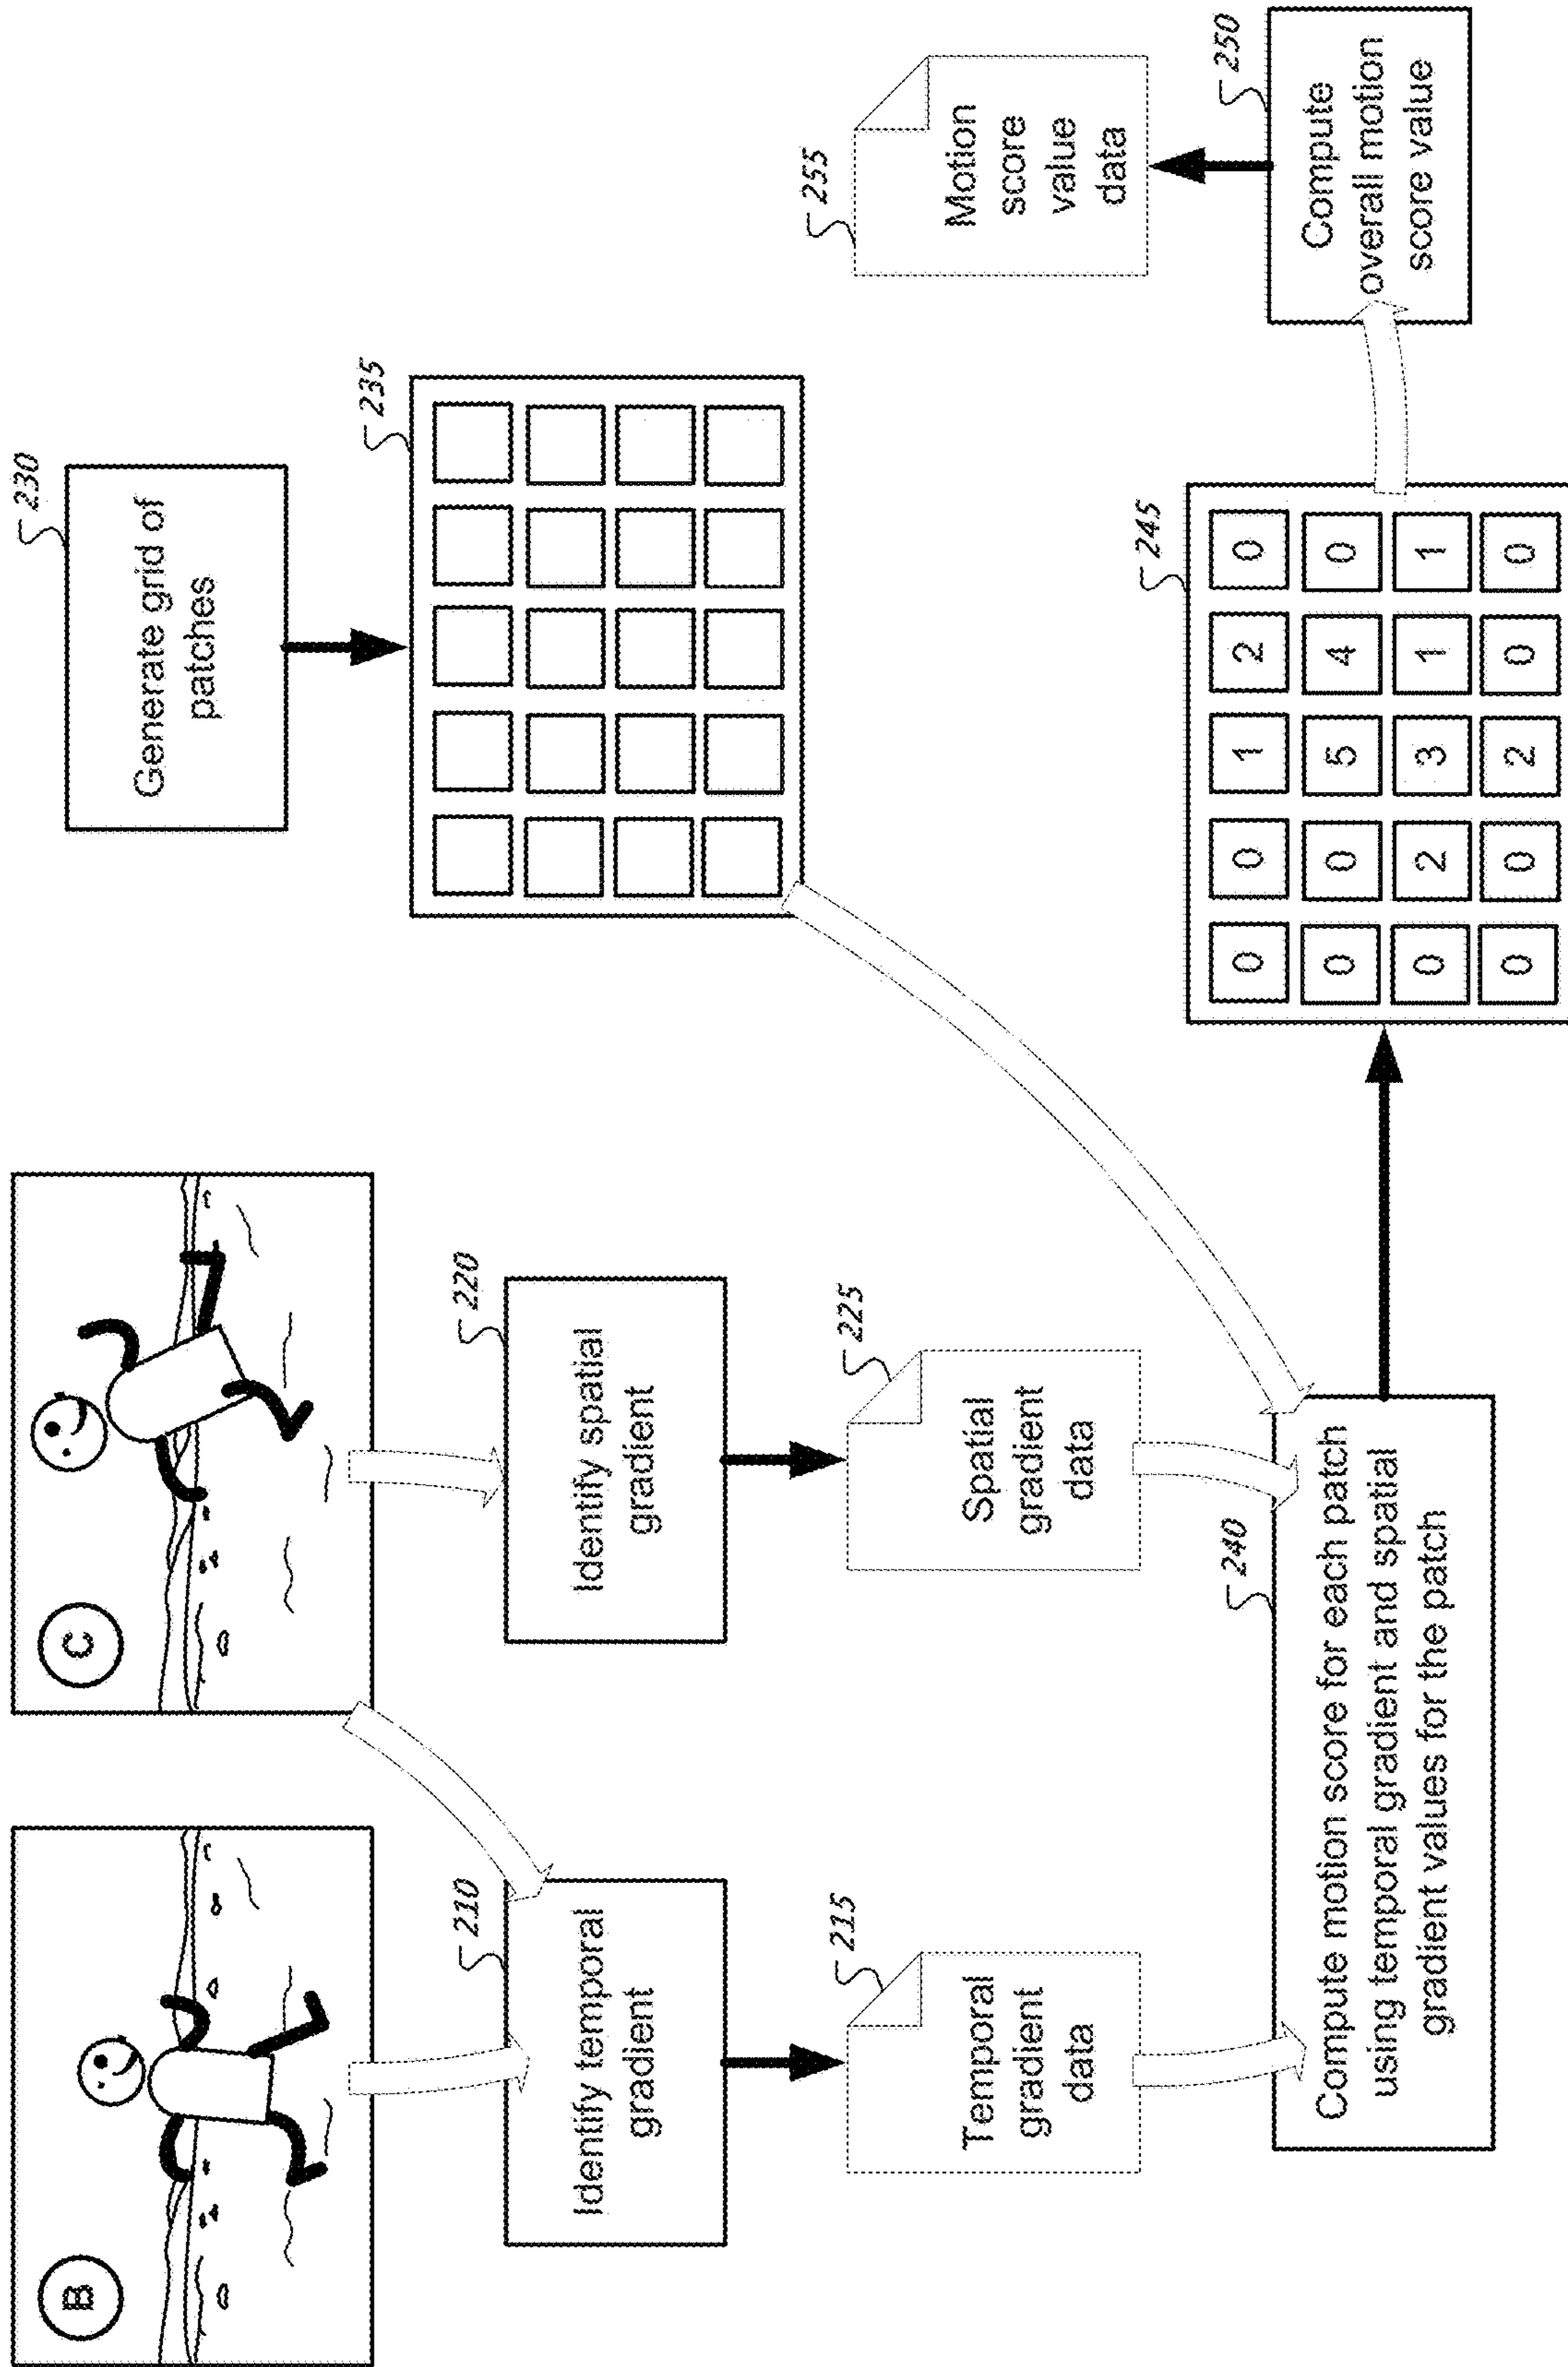 B
C
230
Generate grid of
patches
210
Identify temporal
gradient
220
Identify spatial
gradient
235
215
Temporal
gradient
data
225
Spatial
gradient
data
240
Compute motion score for each patch
using temporal gradient and spatial
gradient values for the patch
245
0 0 1 2 0
0 0 5 4 0
0 2 3 1 1
0 0 2 0 0
255
Motion
score
value
data
250
Compute
overall motion
score value